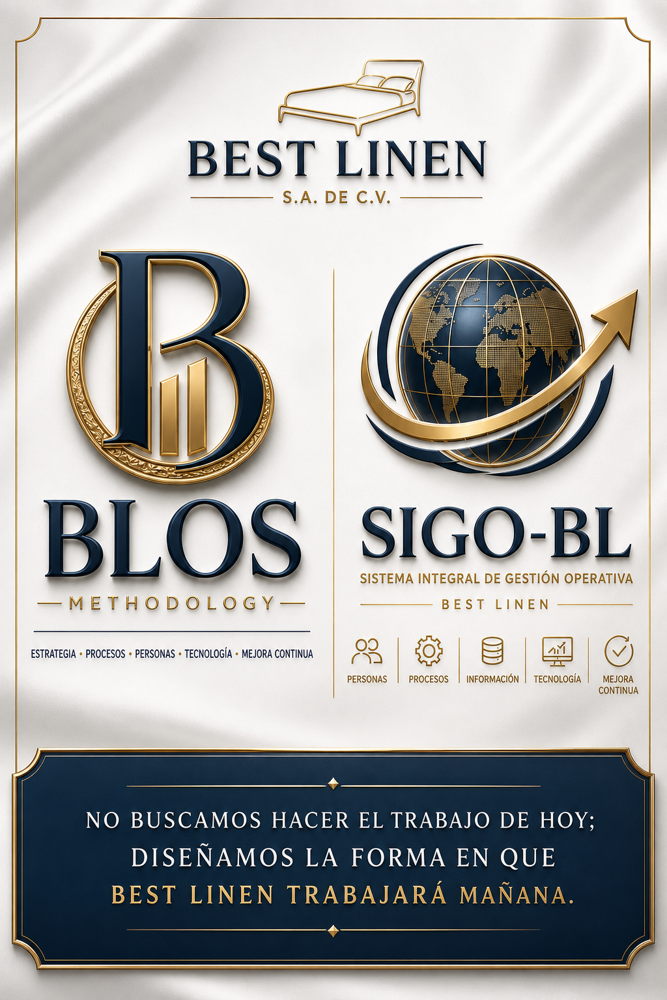 BEST LINEN
S.A. DE C.V.
BLOS
METHODOLOGY
ESTRATEGIA • PROCESOS • PERSONAS • TECNOLOGÍA • MEJORA CONTINUA
SIGO-BL
SISTEMA INTEGRAL DE GESTIÓN OPERATIVA
BEST LINEN
PERSONAS
PROCESOS
INFORMACIÓN
TECNOLOGÍA
MEJORA
CONTINUA
NO BUSCAMOS HACER EL TRABAJO DE HOY;
DISEÑAMOS LA FORMA EN QUE
BEST LINEN TRABAJARÁ MAÑANA.